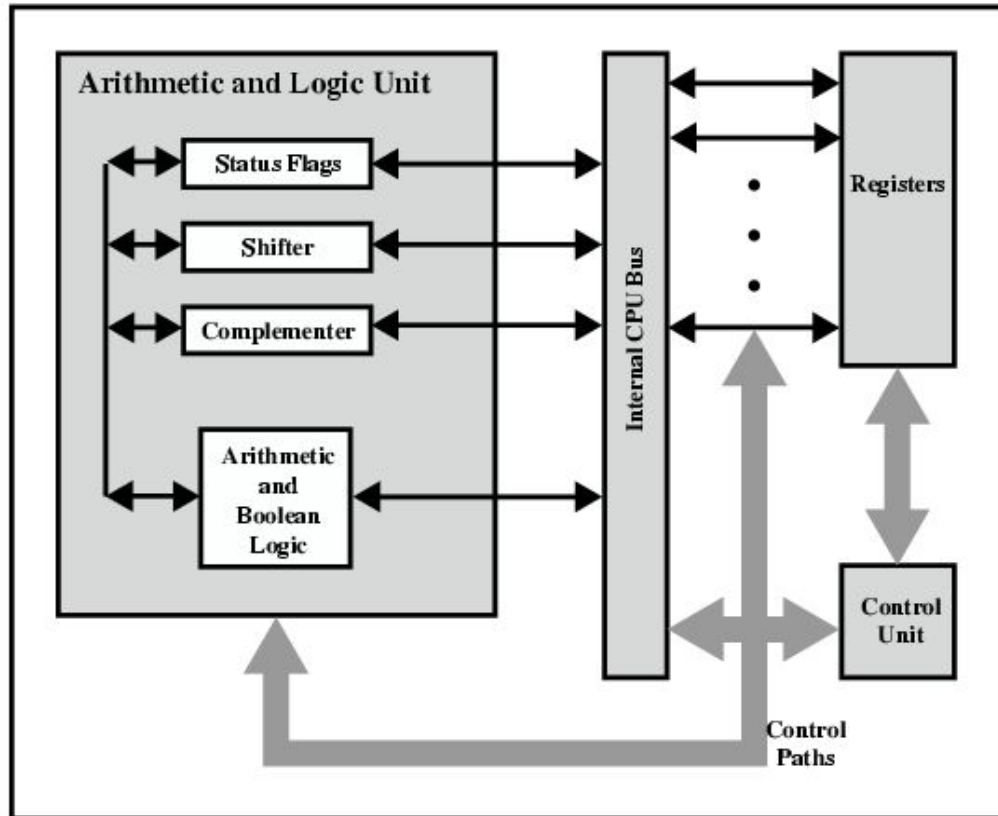 Arithmetic and Logic Unit
Status Flags
Shifter
Complementer
Arithmetic
and
Boolean
Logic
Internal CPU Bus
Registers
Control
Unit
Control
Paths